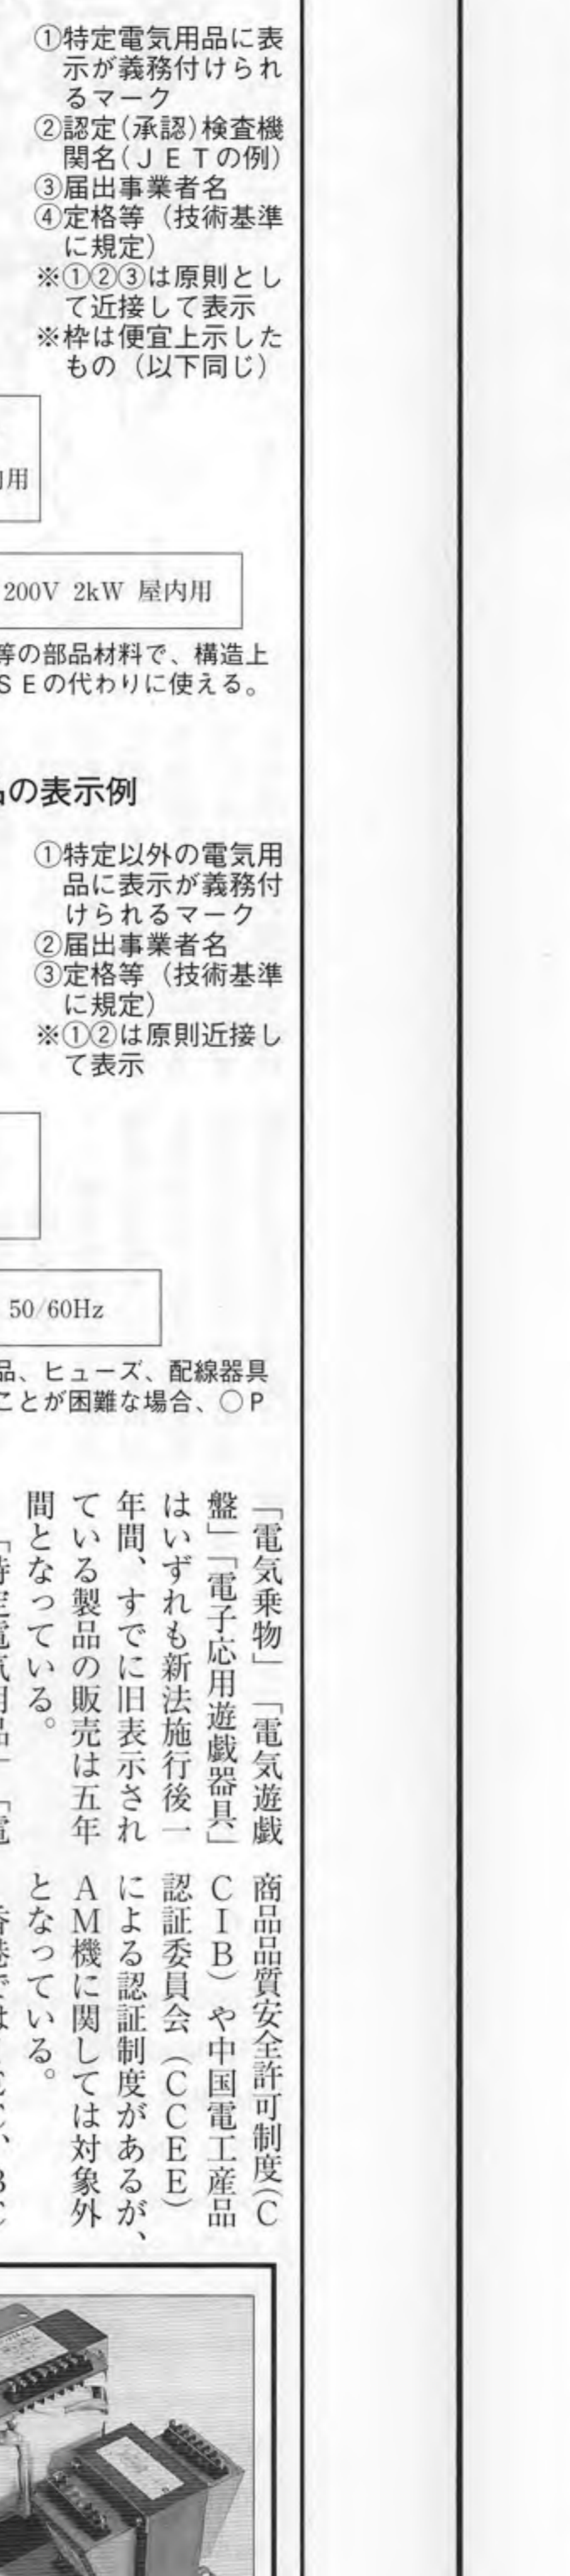 ①特定電気用品に表
示が義務付けられ
るマーク
②認定(承認)検査機
関名(ＪＥＴの例)
③届出事業者名
④定格等（技術基準
に規定）
※①②③は原則とし
て近接して表示
※枠は便宜上示した
もの（以下同じ）
用
200V 2kW 屋内用
等の部品材料で、構造上
ＳＥの代わりに使える。
の表示例
①特定以外の電気用
品に表示が義務付
けられるマーク
②届出事業者名
③定格等（技術基準
に規定）
※①②は原則近接し
て表示
50/60Hz
品、ヒューズ、配線器具
ことが困難な場合、○Ｐ
「電気乗物」「電気遊戯
盤」「電子応用遊戯器具」
はいずれも新法施行後一
年間、すでに旧表示され
ている製品の販売は五年
間となっている。
商品品質安全許可制度（Ｃ
ＣＩＢ）や中国電工産品
認証委員会（ＣＣＥＥ）
による認証制度があるが、
ＡＭ機に関しては対象外
となっている。